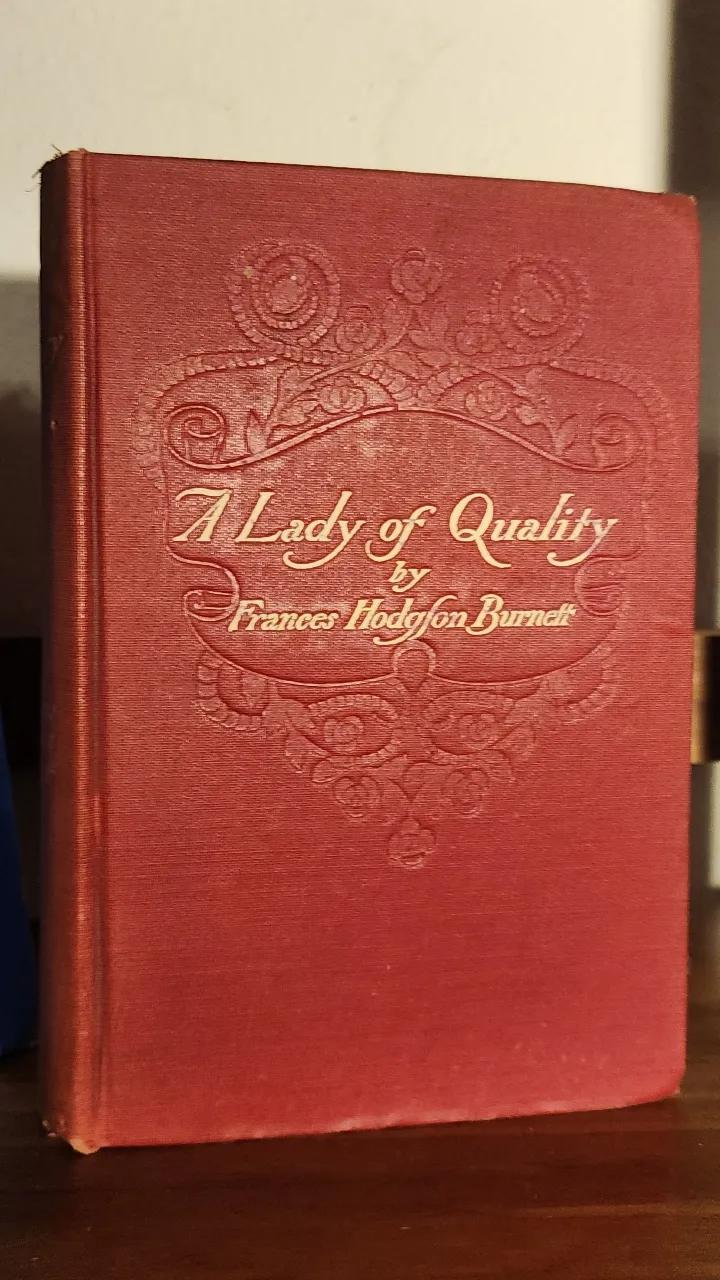 A Lady of Quality
by
Frances Hodgſon Burnett